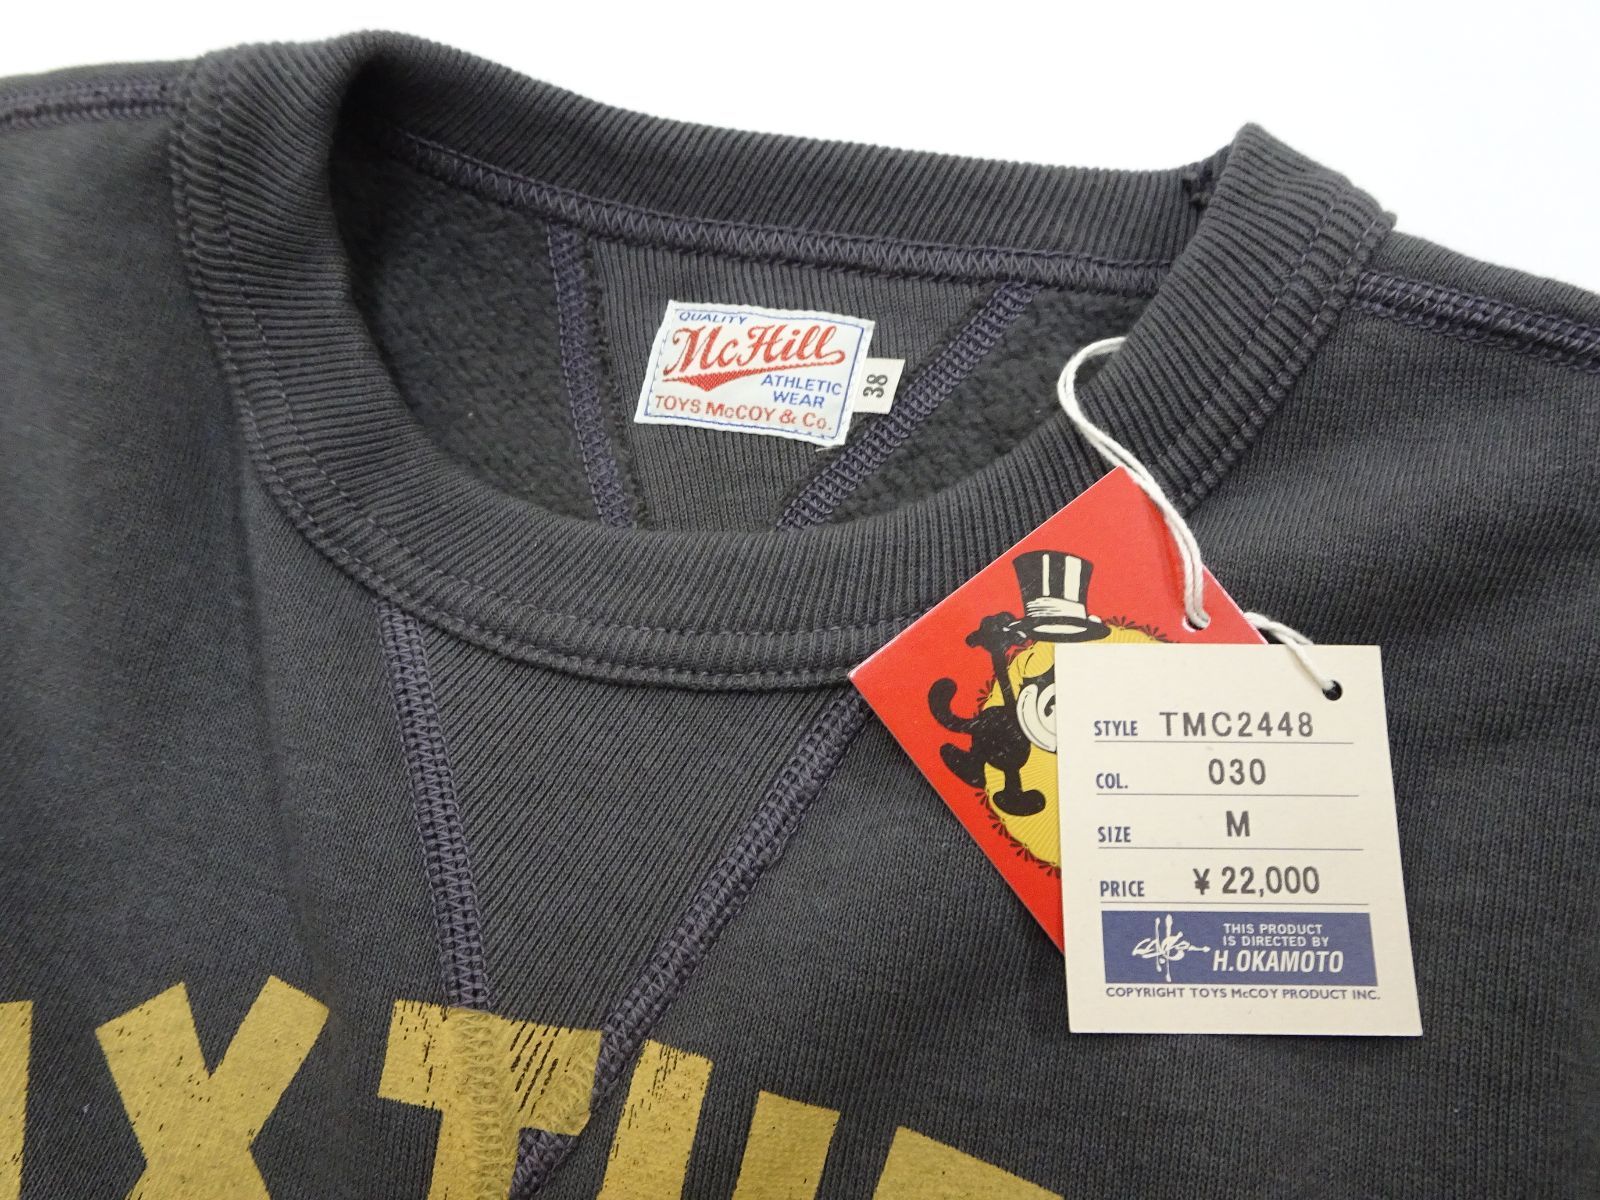 QUALITY
McHill
ATHLETIC
WEAR
TOYS McCOY & Co.
38
STYLE TMC2448
COL. 030
SIZE M
PRICE ¥ 22,000
THIS PRODUCT
IS DIRECTED BY
H.OKAMOTO
COPYRIGHT TOYS McCOY PRODUCT INC.